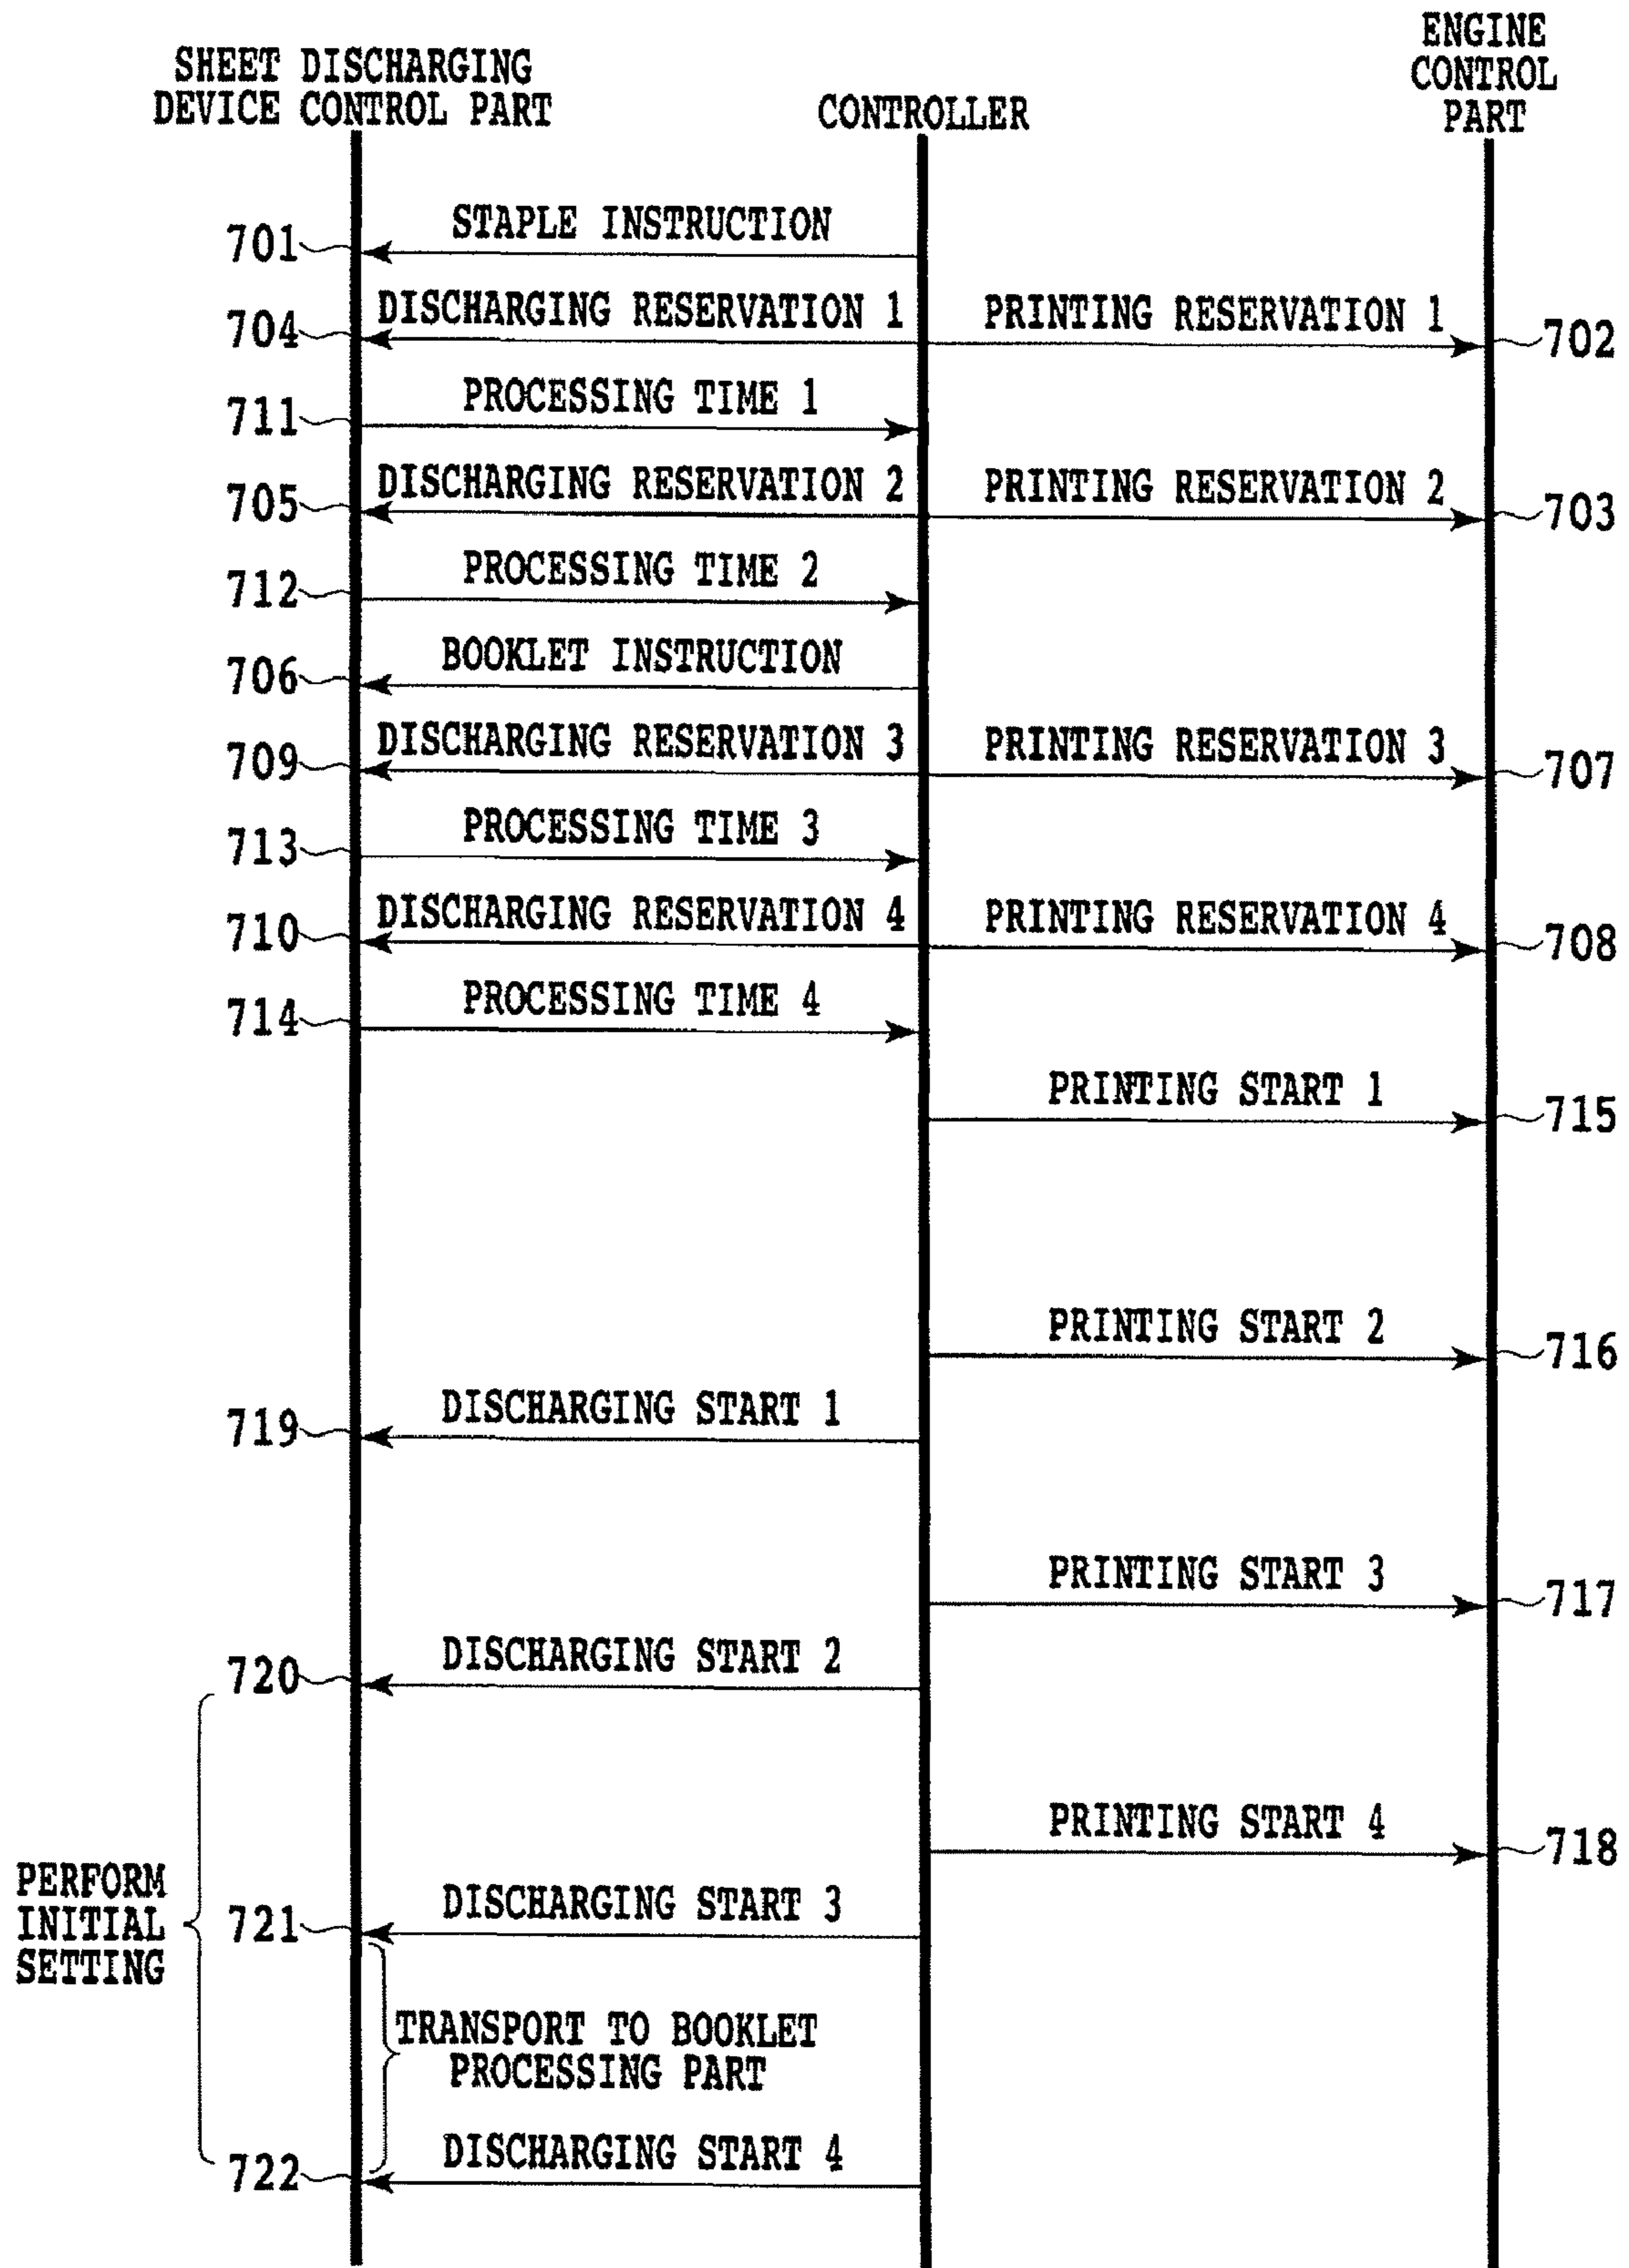 SHEET DISCHARGING
DEVICE CONTROL PART
CONTROLLER
ENGINE
CONTROL
PART
701
STAPLE INSTRUCTION
704
DISCHARGING RESERVATION 1
PRINTING RESERVATION 1
702
711
PROCESSING TIME 1
705
DISCHARGING RESERVATION 2
PRINTING RESERVATION 2
703
712
PROCESSING TIME 2
706
BOOKLET INSTRUCTION
709
DISCHARGING RESERVATION 3
PRINTING RESERVATION 3
707
713
PROCESSING TIME 3
710
DISCHARGING RESERVATION 4
PRINTING RESERVATION 4
708
714
PROCESSING TIME 4
PRINTING START 1
715
PRINTING START 2
716
719
DISCHARGING START 1
PRINTING START 3
717
720
DISCHARGING START 2
PRINTING START 4
718
PERFORM
INITIAL
SETTING
721
DISCHARGING START 3
TRANSPORT TO BOOKLET
PROCESSING PART
722
DISCHARGING START 4